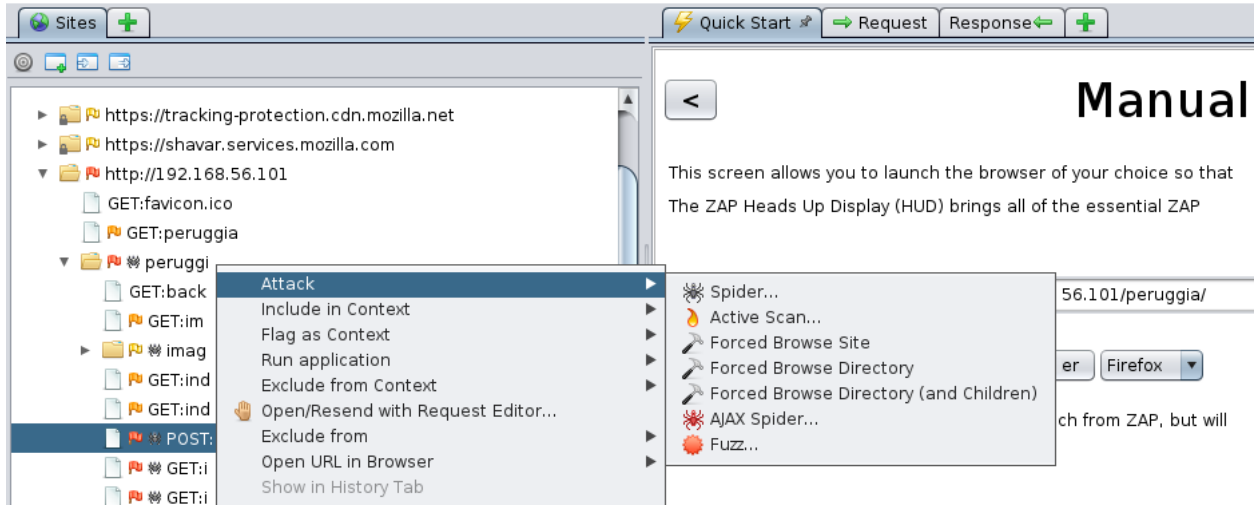 Sites
Quick Start
Request
Response
<
Manual
https://tracking-protection.cdn.mozilla.net
https://shavar.services.mozilla.com
http://192.168.56.101
This screen allows you to launch the browser of your choice so that
The ZAP Heads Up Display (HUD) brings all of the essential ZAP
GET:favicon.ico
GET:peruggia
peruggi
GET:back
GET:im
imag
GET:ind
GET:ind
POST:
GET:i
GET:i
Attack
Include in Context
Flag as Context
Run application
Exclude from Context
Open/Resend with Request Editor...
Exclude from
Open URL in Browser
Show in History Tab
Spider...
Active Scan...
Forced Browse Site
Forced Browse Directory
Forced Browse Directory (and Children)
AJAX Spider...
Fuzz...
56.101/peruggia/
er
Firefox
ch from ZAP, but will